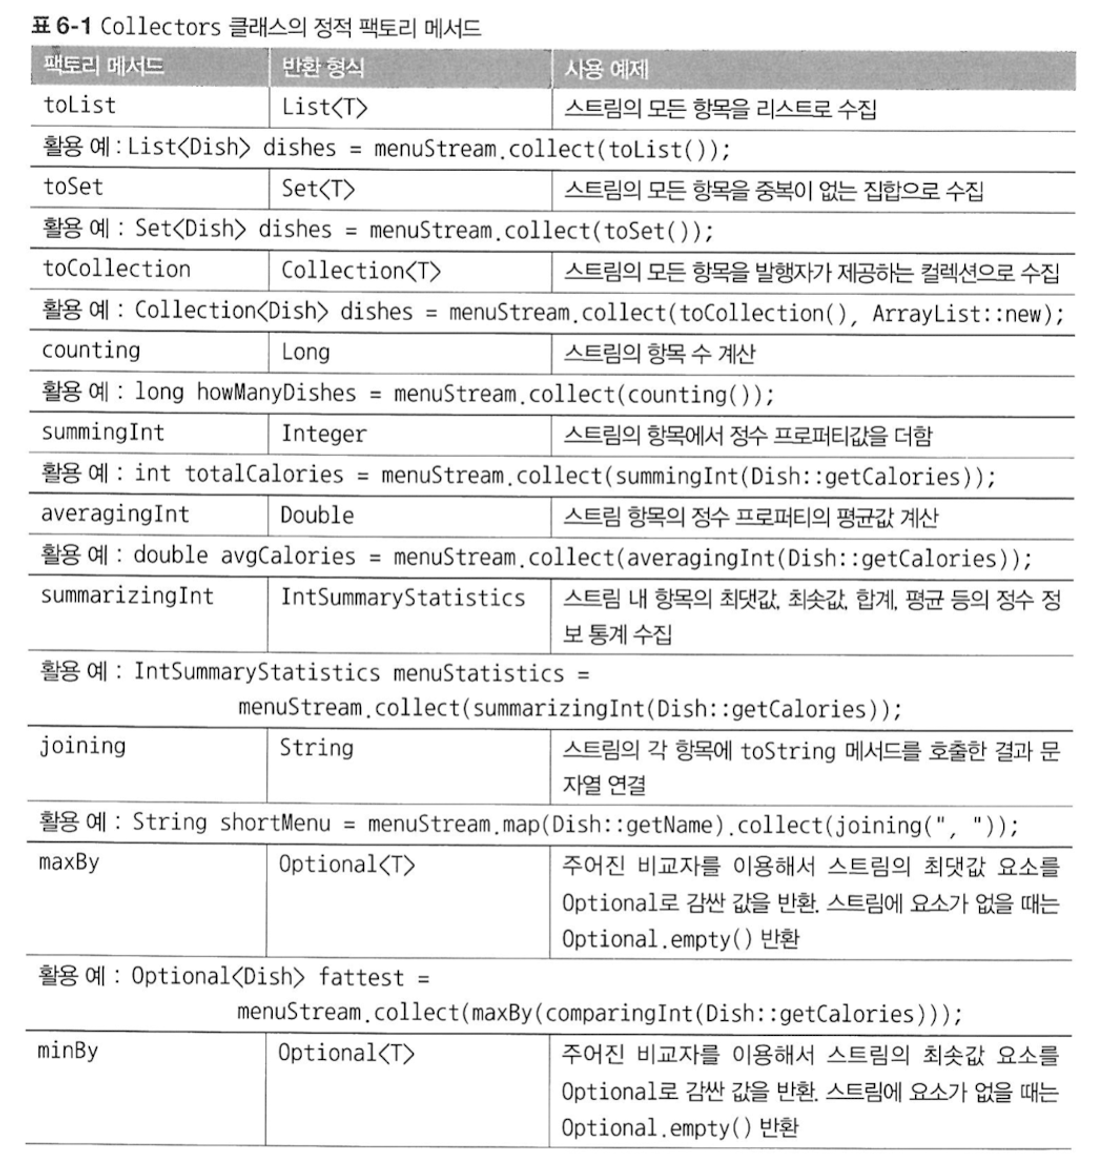 표 6-1 Collectors 클래스의 정적 팩토리 메서드
팩토리 메서드 반환 형식 사용 예제
toList List<T> 스트림의 모든 항목을 리스트로 수집
활용 예 : List<Dish> dishes = menuStream.collect(toList());
toSet Set<T> 스트림의 모든 항목을 중복이 없는 집합으로 수집
활용 예 : Set<Dish> dishes = menuStream.collect(toSet());
toCollection Collection<T> 스트림의 모든 항목을 발행자가 제공하는 컬렉션으로 수집
활용 예 : Collection<Dish> dishes = menuStream.collect(toCollection(), ArrayList::new);
counting Long 스트림의 항목 수 계산
활용 예 : long howManyDishes = menuStream.collect(counting());
summingInt Integer 스트림의 항목에서 정수 프로퍼티값을 더함
활용 예 : int totalCalories = menuStream.collect(summingInt(Dish::getCalories));
averagingInt Double 스트림 항목의 정수 프로퍼티의 평균값 계산
활용 예 : double avgCalories = menuStream.collect(averagingInt(Dish::getCalories));
summarizingInt IntSummaryStatistics 스트림 내 항목의 최댓값, 최솟값, 합계, 평균 등의 정수 정
보 통계 수집
활용 예 : IntSummaryStatistics menuStatistics =
menuStream.collect(summarizingInt(Dish::getCalories));
joining String 스트림의 각 항목에 toString 메서드를 호출한 결과 문
자열 연결
활용 예 : String shortMenu = menuStream.map(Dish::getName).collect(joining(", "));
maxBy Optional<T> 주어진 비교자를 이용해서 스트림의 최댓값 요소를
Optional로 감싼 값을 반환. 스트림에 요소가 없을 때는
Optional.empty() 반환
활용 예 : Optional<Dish> fattest =
menuStream.collect(maxBy(comparingInt(Dish::getCalories)));
minBy Optional<T> 주어진 비교자를 이용해서 스트림의 최솟값 요소를
Optional로 감싼 값을 반환. 스트림에 요소가 없을 때는
Optional.empty() 반환